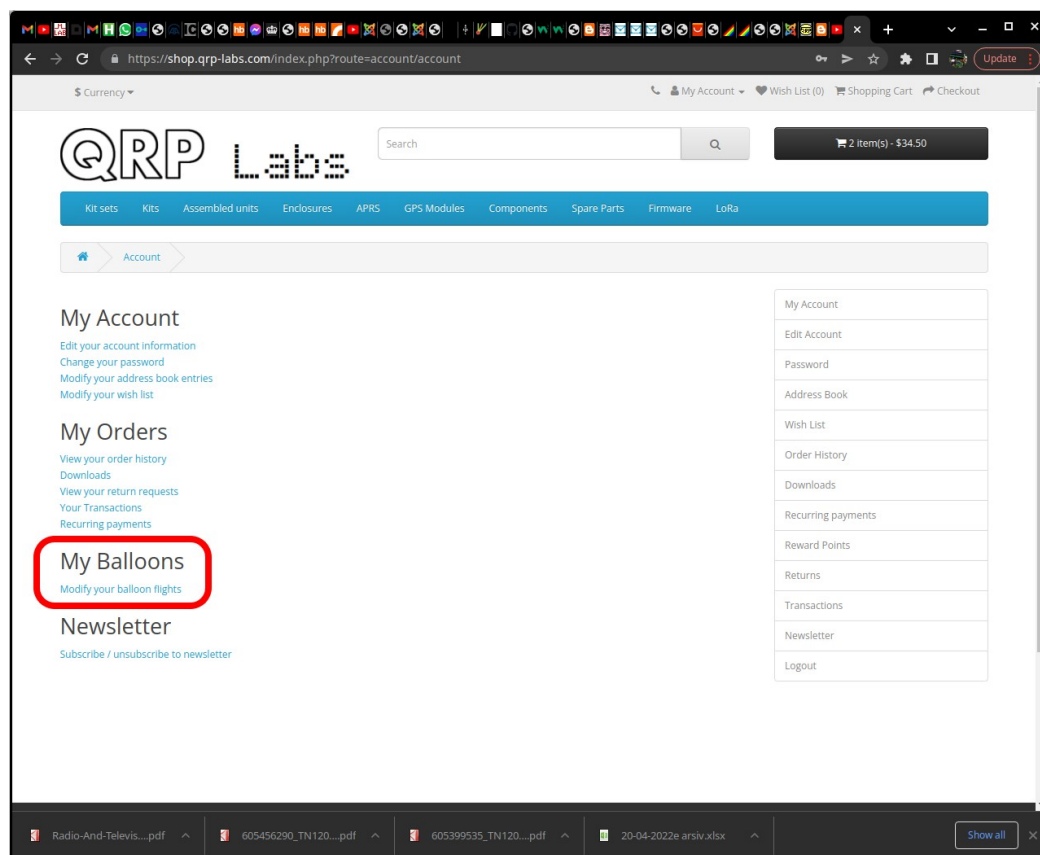 Update
https://shop.qrp-labs.com/index.php?route=account/account
$ Currency
My Account
Wish List (0)
Shopping Cart
Checkout
QRP Labs
Search
2 item(s) - $34.50
Kit sets
Kits
Assembled units
Enclosures
APRS
GPS Modules
Components
Spare Parts
Firmware
LoRa
Account
My Account
Edit your account information
Change your password
Modify your address book entries
Modify your wish list
My Orders
View your order history
Downloads
View your return requests
Your Transactions
Recurring payments
My Balloons
Modify your balloon flights
Newsletter
Subscribe / unsubscribe to newsletter
My Account
Edit Account
Password
Address Book
Wish List
Order History
Downloads
Recurring payments
Reward Points
Returns
Transactions
Newsletter
Logout
Radio-And-Televis....pdf
605456290_TN120....pdf
605399535_TN120....pdf
20-04-2022e arsiv.xlsx
Show all